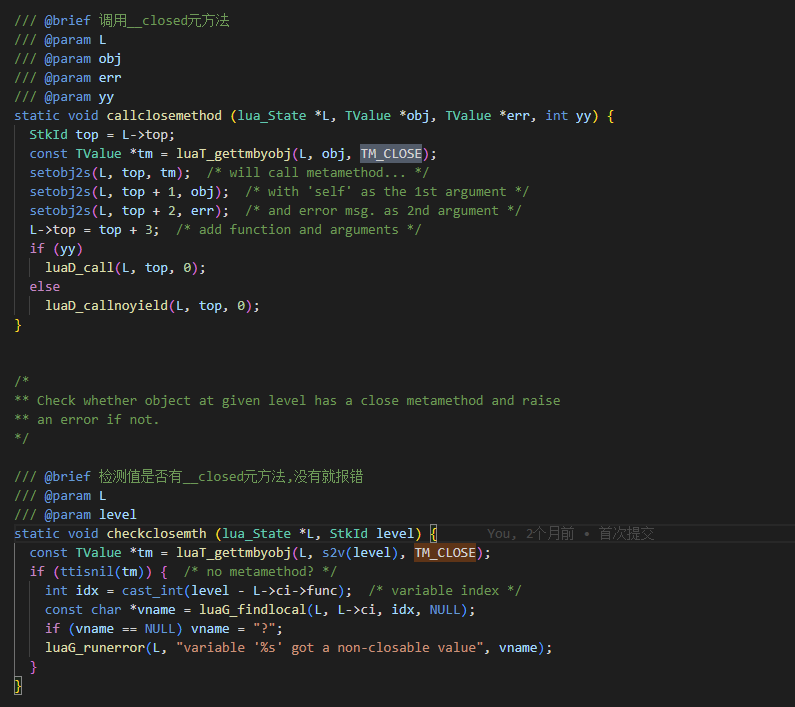 /// @brief 调用__closed元方法
/// @param L
/// @param obj
/// @param err
/// @param yy
static void callclosemethod (lua_State *L, TValue *obj, TValue *err, int yy) {
  StkId top = L->top;
  const TValue *tm = luaT_gettmbyobj(L, obj, TM_CLOSE);
  setobj2s(L, top, tm);  /* will call metamethod... */
  setobj2s(L, top + 1, obj);  /* with 'self' as the 1st argument */
  setobj2s(L, top + 2, err);  /* and error msg. as 2nd argument */
  L->top = top + 3;  /* add function and arguments */
  if (yy)
    luaD_call(L, top, 0);
  else
    luaD_callnoyield(L, top, 0);
}
/*
** Check whether object at given level has a close metamethod and raise
** an error if not.
*/
/// @brief 检测值是否有__closed元方法,没有就报错
/// @param L
/// @param level
static void checkclosemth (lua_State *L, StkId level) {      You, 2个月前 • 首次提交
  const TValue *tm = luaT_gettmbyobj(L, s2v(level), TM_CLOSE);
  if (ttisnil(tm)) {  /* no metamethod? */
    int idx = cast_int(level - L->ci->func);  /* variable index */
    const char *vname = luaG_findlocal(L, L->ci, idx, NULL);
    if (vname == NULL) vname = "?";
    luaG_runerror(L, "variable '%s' got a non-closable value", vname);
  }
}